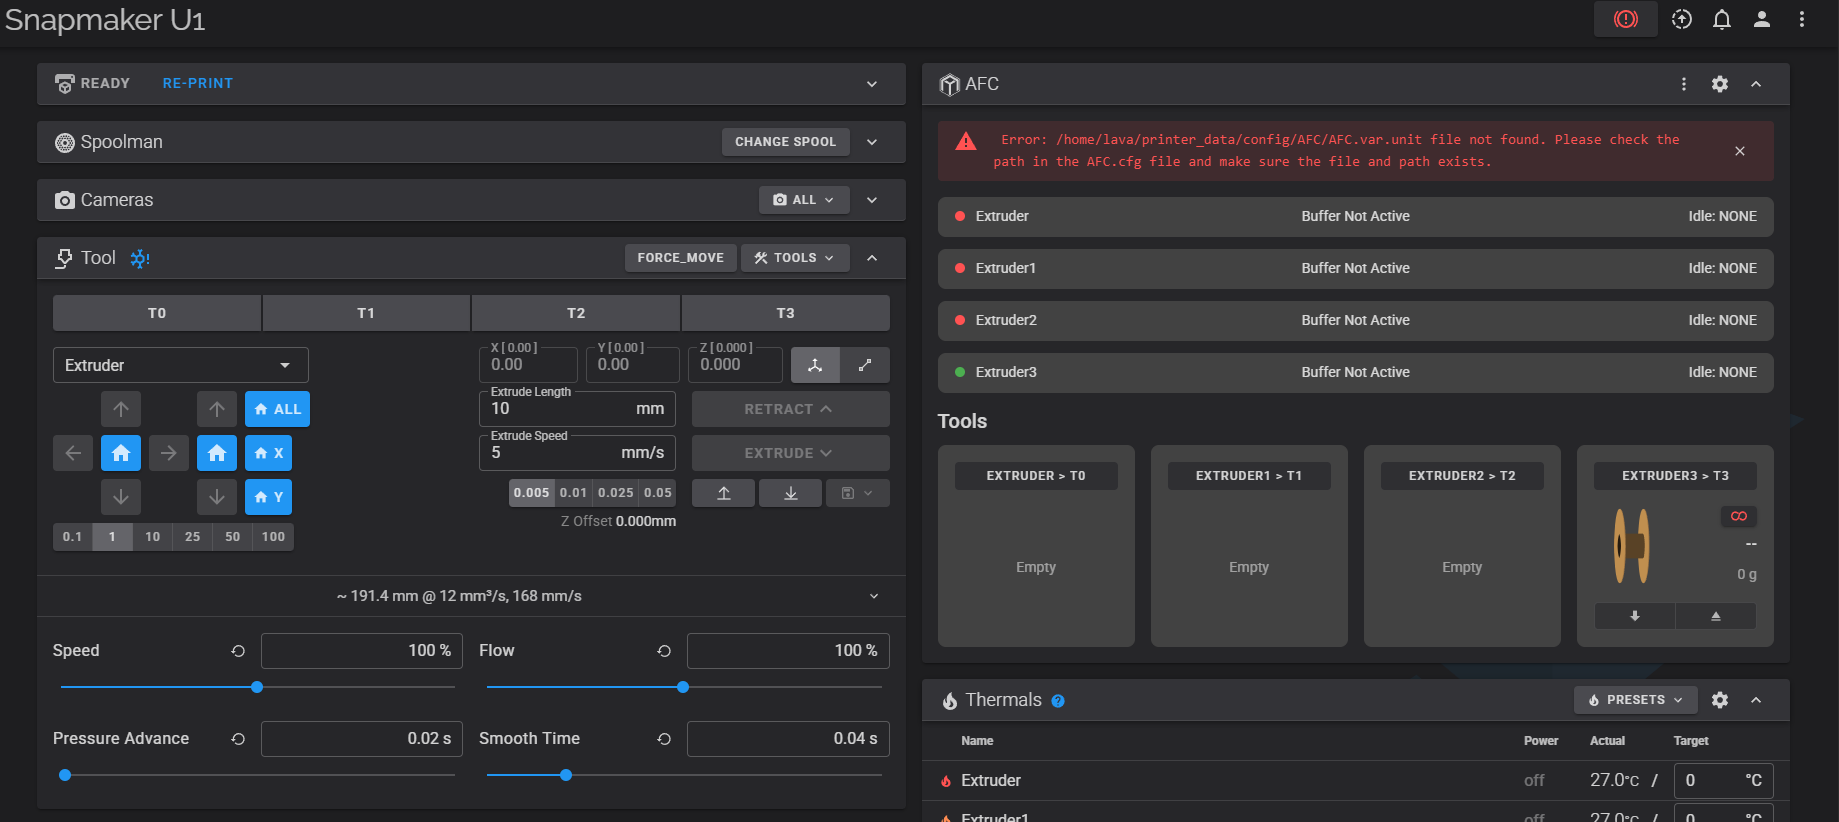 Snapmaker U1
READY RE-PRINT
Spoolman CHANGE SPOOL
Cameras ALL
Tool FORCE_MOVE TOOLS
T0 T1 T2 T3
Extruder
X [ 0.00 ] Y [ 0.00 ] Z [ 0.000 ]
0.00 0.00 0.000
ALL
X
Y
0.1 1 10 25 50 100
Extrude Length
10 mm
RETRACT
Extrude Speed
5 mm/s
EXTRUDE
0.005 0.01 0.025 0.05
Z Offset 0.000mm
~ 191.4 mm @ 12 mm³/s, 168 mm/s
Speed 100 % Flow 100 %
Pressure Advance 0.02 s Smooth Time 0.04 s
AFC
Error: /home/lava/printer_data/config/AFC/AFC.var.unit file not found. Please check the
path in the AFC.cfg file and make sure the file and path exists.
Extruder Buffer Not Active Idle: NONE
Extruder1 Buffer Not Active Idle: NONE
Extruder2 Buffer Not Active Idle: NONE
Extruder3 Buffer Not Active Idle: NONE
Tools
EXTRUDER > T0 EXTRUDER1 > T1 EXTRUDER2 > T2 EXTRUDER3 > T3
Empty Empty Empty
--
0 g
Thermals ? PRESETS
Name Power Actual Target
Extruder off 27.0°C / 0 °C
Extruder1 off 27.0°C / 0 °C